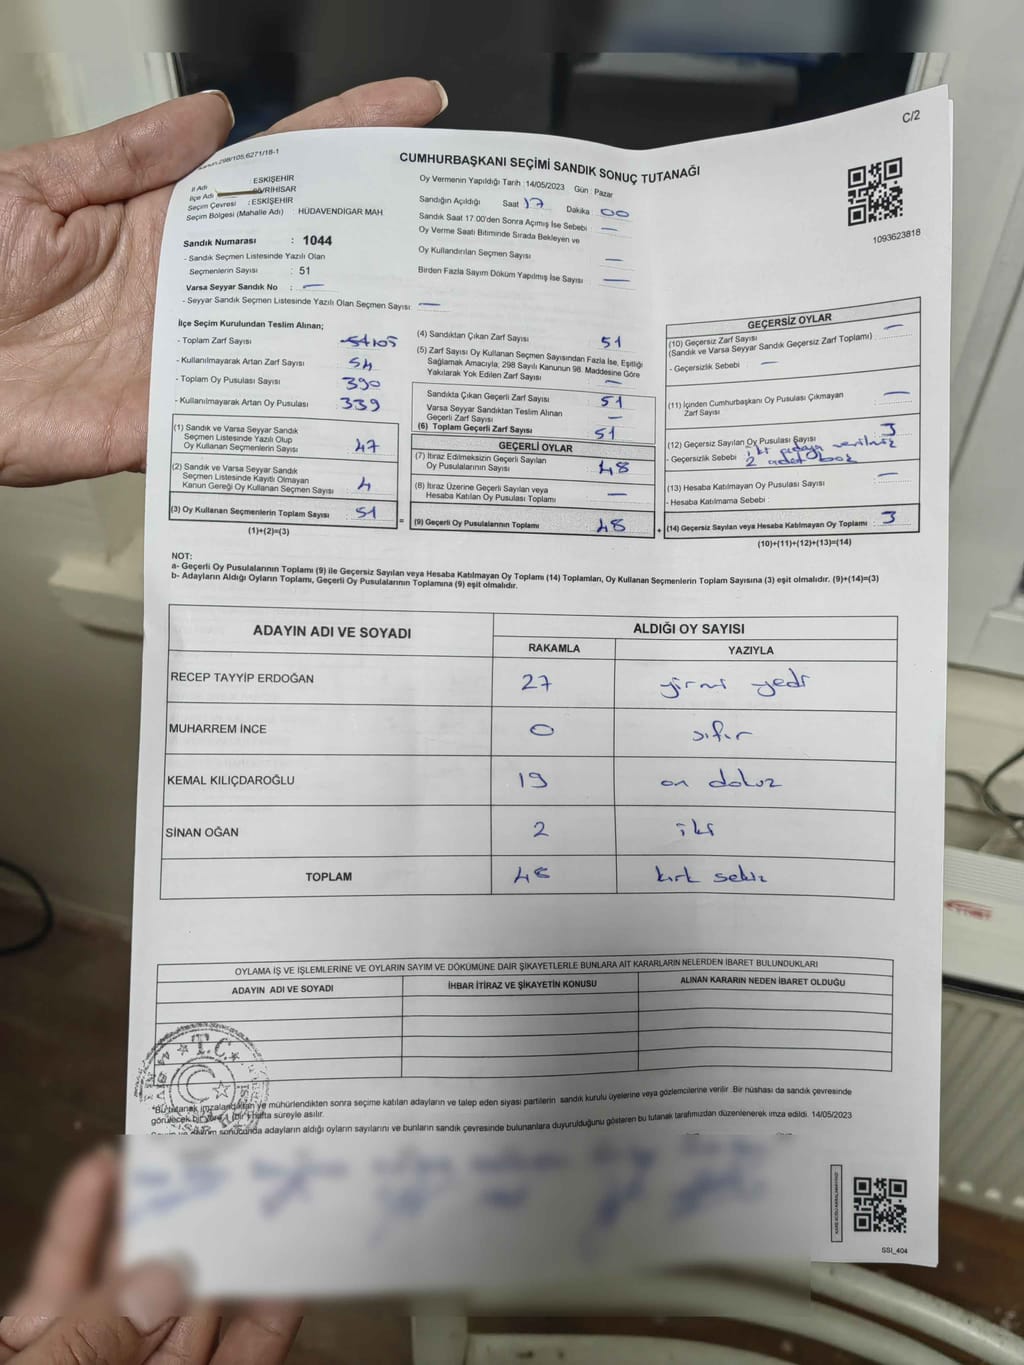 C/2
CUMHURBAŞKANI SEÇİMİ SANDIK SONUÇ TUTANAĞI
1093623818
İl Adı : ESKİŞEHİR
İlçe Adı
Seçim Çevresi : ESKİŞEHİR
Seçim Bölgesi (Mahalle Adı) HÜDAVENDİGAR MAH
Sandık Numarası : 1044
- Sandık Seçmen Listesinde Yazılı Olan
Seçmenlerin Sayısı : 51
Varsa Seyyar Sandık No : —
- Seyyar Sandık Seçmen Listesinde Yazılı Olan Seçmen Sayısı: —
Oy Vermenin Yapıldığı Tarih :14/05/2023 Gün : Pazar
Sandığın Açıldığı Saat 17 Dakika 00
Sandık Saat 17.00'den Sonra Açımış İse Sebebi : —
Oy Verme Saati Bitiminde Sırada Bekleyen ve
Oy Kullandırılan Seçmen Sayısı —
Birden Fazla Sayım Döküm Yapılmış İse Sayısı : —
İlçe Seçim Kurulundan Teslim Alınan;
- Toplam Zarf Sayısı : 105
- Kullanılmayarak Artan Zarf Sayısı : 54
- Toplam Oy Pusulası Sayısı : 390
- Kullanılmayarak Artan Oy Pusulası : 339
(1) Sandık ve Varsa Seyyar Sandık
Seçmen Listesinde Yazılı Olup
Oy Kullanan Seçmenlerin Sayısı : 47
(2) Sandık ve Varsa Seyyar Sandık
Seçmen Listesinde Kayıtlı Olmayan
Kanun Gereği Oy Kullanan Seçmen Sayısı : 4
(3) Oy Kullanan Seçmenlerin Toplam Sayısı : 51
(1)+(2)=(3)
(4) Sandıktan Çıkan Zarf Sayısı : 51
(5) Zarf Sayısı Oy Kullanan Seçmen Sayısından Fazla İse, Eşitliği
Sağlamak Amacıyla; 298 Sayılı Kanunun 98. Maddesine Göre
Yakılarak Yok Edilen Zarf Sayısı : —
Sandıkta Çıkan Geçerli Zarf Sayısı : 51
Varsa Seyyar Sandıktan Teslim Alınan
Geçerli Zarf Sayısı : —
(6) Toplam Geçerli Zarf Sayısı : 51
GEÇERLİ OYLAR
(7) İtiraz Edilmeksizin Geçerli Sayılan
Oy Pusulalarının Sayısı : 48
(8) İtiraz Üzerine Geçerli Sayılan veya
Hesaba Katılan Oy Pusulası Toplamı : —
= (9) Geçerli Oy Pusulalarının Toplamı : 48
GEÇERSİZ OYLAR
(10) Geçersiz Zarf Sayısı : —
(Sandık ve Varsa Seyyar Sandık Geçersiz Zarf Toplamı)
- Geçersizlik Sebebi : —
(11) İçinden Cumhurbaşkanı Oy Pusulası Çıkmayan
Zarf Sayısı : —
(12) Geçersiz Sayılan Oy Pusulası Sayısı : 3
- Geçersizlik Sebebi : iki adaya verilmiş
2 adet boş
(13) Hesaba Katılmayan Oy Pusulası Sayısı : —
- Hesaba Katılmama Sebebi :
+ (14) Geçersiz Sayılan veya Hesaba Katılmayan Oy Toplamı : 3
(10)+(11)+(12)+(13)=(14)
NOT:
a- Geçerli Oy Pusulalarının Toplamı (9) ile Geçersiz Sayılan veya Hesaba Katılmayan Oy Toplamı (14) Toplamları, Oy Kullanan Seçmenlerin Toplam Sayısına (3) eşit olmalıdır. (9)+(14)=(3)
b- Adayların Aldığı Oyların Toplamı, Geçerli Oy Pusulalarının Toplamına (9) eşit olmalıdır.
ADAYIN ADI VE SOYADI ALDIĞI OY SAYISI
RAKAMLA YAZIYLA
RECEP TAYYİP ERDOĞAN 27 yirmi yedi
MUHARREM İNCE 0 sıfır
KEMAL KILIÇDAROĞLU 19 on dokuz
SİNAN OĞAN 2 iki
TOPLAM 48 kırk sekiz
OYLAMA İŞ VE İŞLEMLERİNE VE OYLARIN SAYIM VE DÖKÜMÜNE DAİR ŞİKAYETLERLE BUNLARA AİT KARARLARIN NELERDEN İBARET BULUNDUKLARI
ADAYIN ADI VE SOYADI İHBAR İTİRAZ VE ŞİKAYETİN KONUSU ALINAN KARARIN NEDEN İBARET OLDUĞU
T.C.
*Bu tutanak imzalandıktan ve mühürlendikten sonra seçime katılan adayların ve talep eden siyasi partilerin sandık kurulu üyelerine veya gözlemcilerine verilir. Bir nüshası da sandık çevresinde
görülecek bir yere 1 (bir) hafta süreyle asılır.
sonucunda adayların aldığı oyların sayılarını ve bunların sandık çevresinde bulunanlara duyurulduğunu gösteren bu tutanak tarafımızdan düzenlenerek imza edildi. 14/05/2023
SSI_404